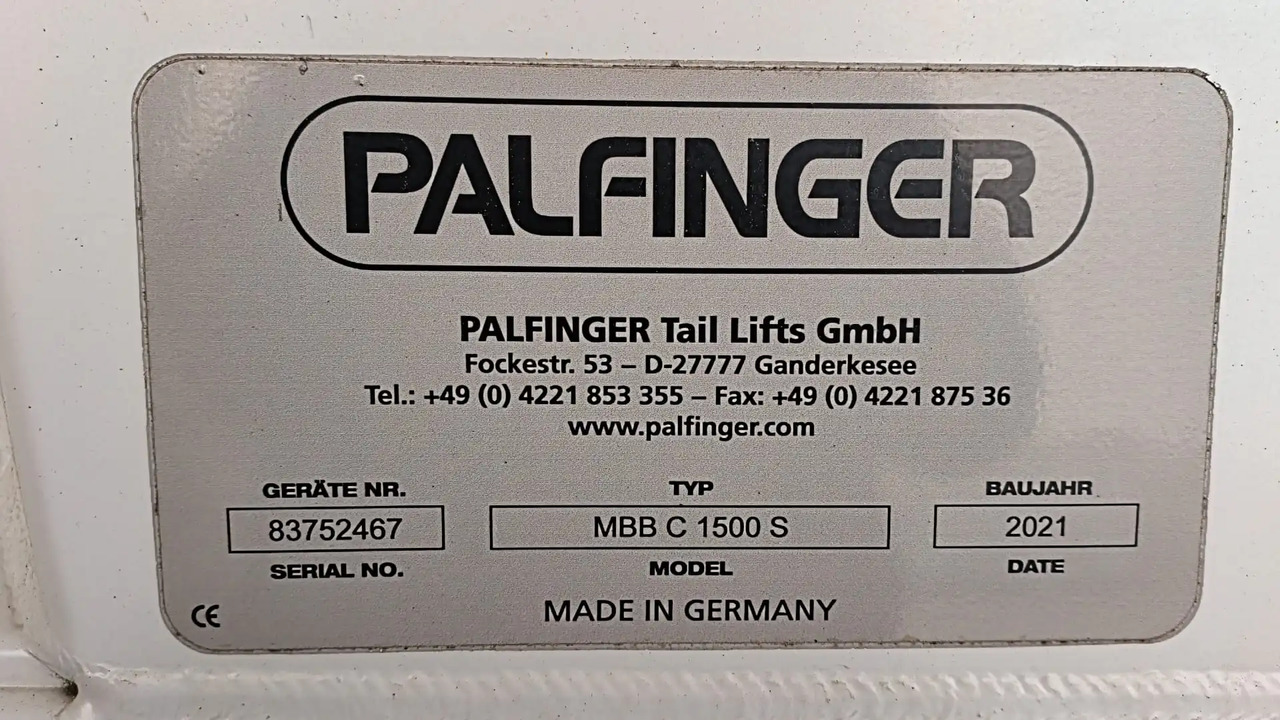 PALFINGER
PALFINGER Tail Lifts GmbH
Fockestr. 53 – D-27777 Ganderkesee
Tel.: +49 (0) 4221 853 355 – Fax: +49 (0) 4221 875 36
www.palfinger.com
GERÄTE NR. TYP BAUJAHR
83752467 MBB C 1500 S 2021
SERIAL NO. MODEL DATE
CE MADE IN GERMANY